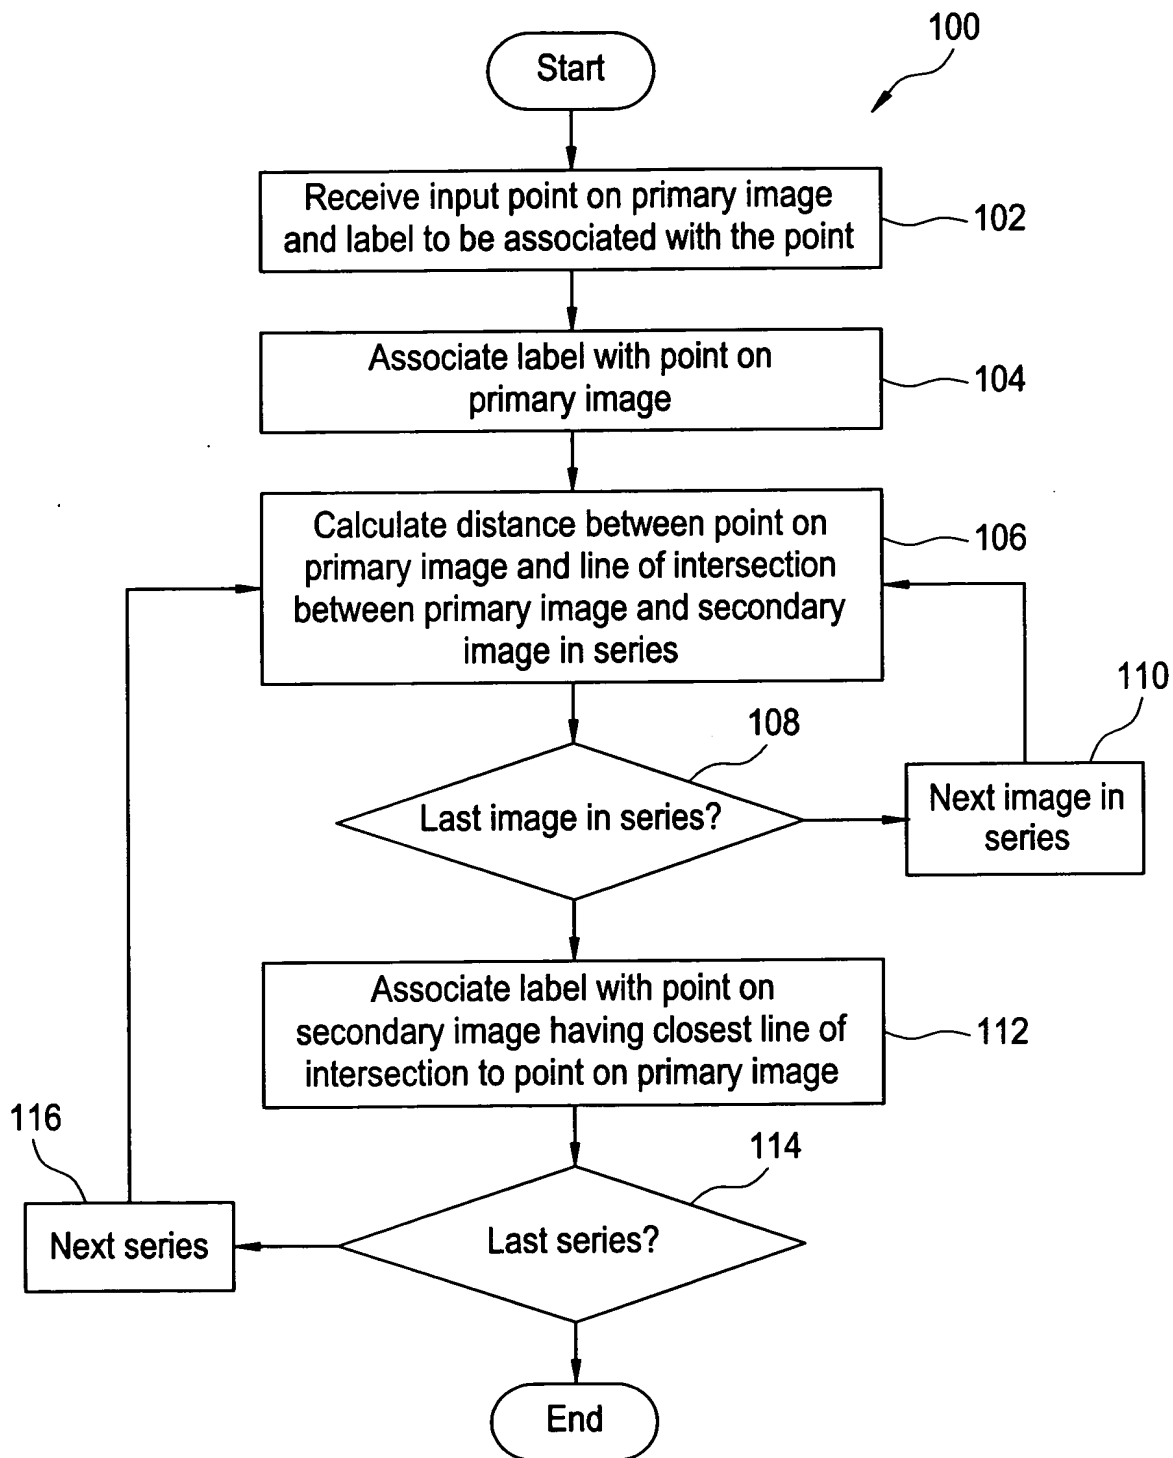 100
Start
Receive input point on primary image
and label to be associated with the point
102
Associate label with point on
primary image
104
Calculate distance between point on
primary image and line of intersection
between primary image and secondary
image in series
106
108
Last image in series?
110
Next image in
series
Associate label with point on
secondary image having closest line of
intersection to point on primary image
112
114
Last series?
116
Next series
End